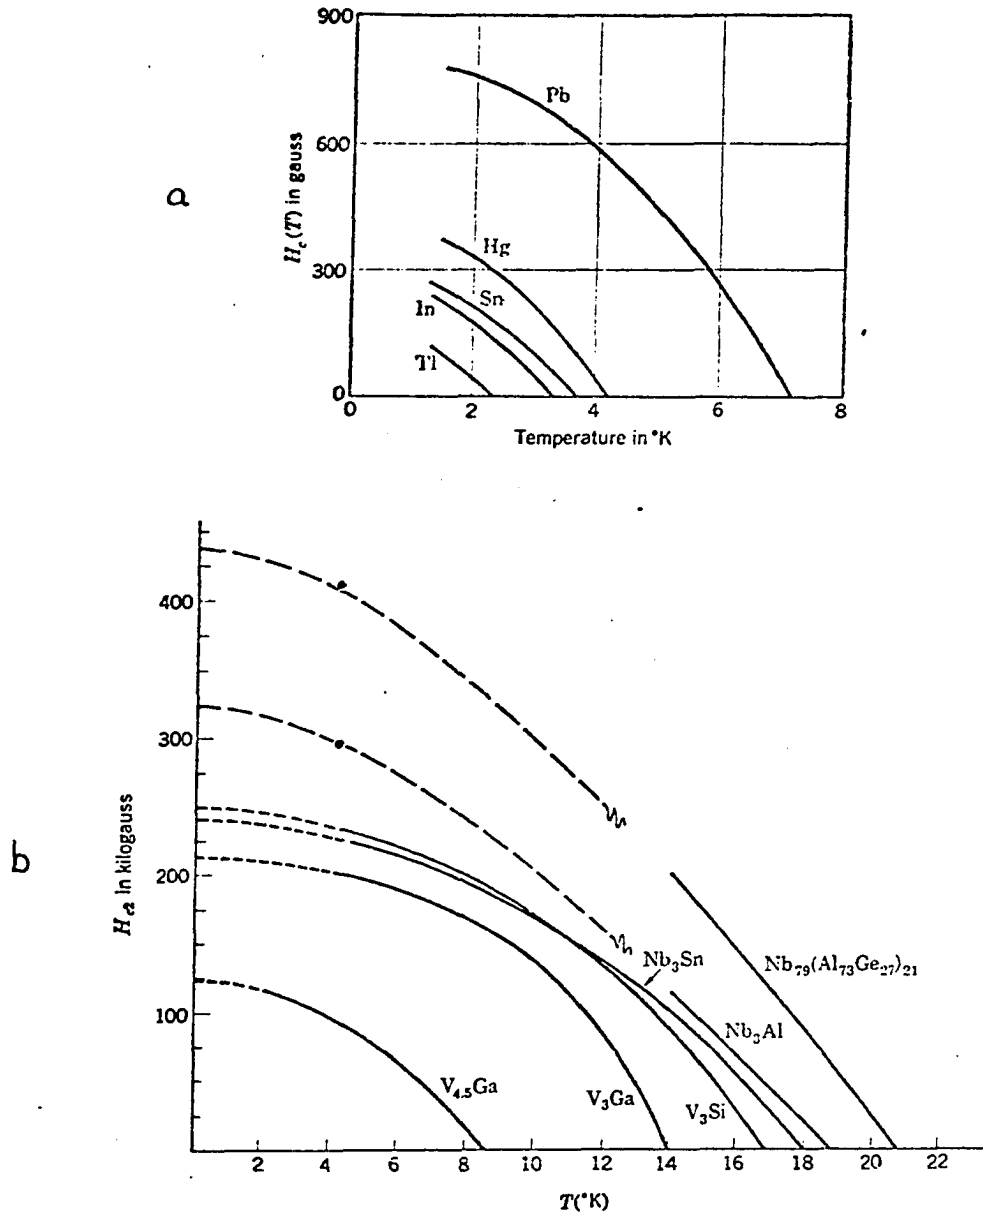 a
H_c(T) in gauss
900
600
300
0
Pb
Hg
Sn
In
Tl
0 2 4 6 8
Temperature in °K
b
H_c2 in kilogauss
400
300
200
100
Nb₃Sn
Nb₇₉(Al₇₃Ge₂₇)₂₁
Nb₃Al
V₄.₅Ga
V₃Ga
V₃Si
2 4 6 8 10 12 14 16 18 20 22
T(°K)